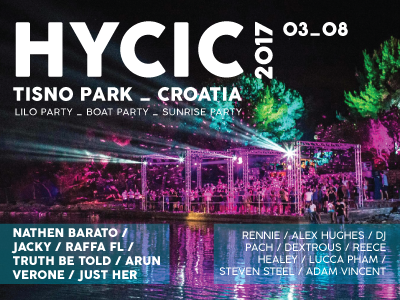 HYCIC
2017
03_08
TISNO PARK _ CROATIA
LILO PARTY _ BOAT PARTY _ SUNRISE PARTY
NATHEN BARATO /
JACKY / RAFFA FL /
TRUTH BE TOLD / ARUN
VERONE / JUST HER
RENNIE / ALEX HUGHES / DJ
PACH / DEXTROUS / REECE
HEALEY / LUCCA PHAM /
STEVEN STEEL / ADAM VINCENT